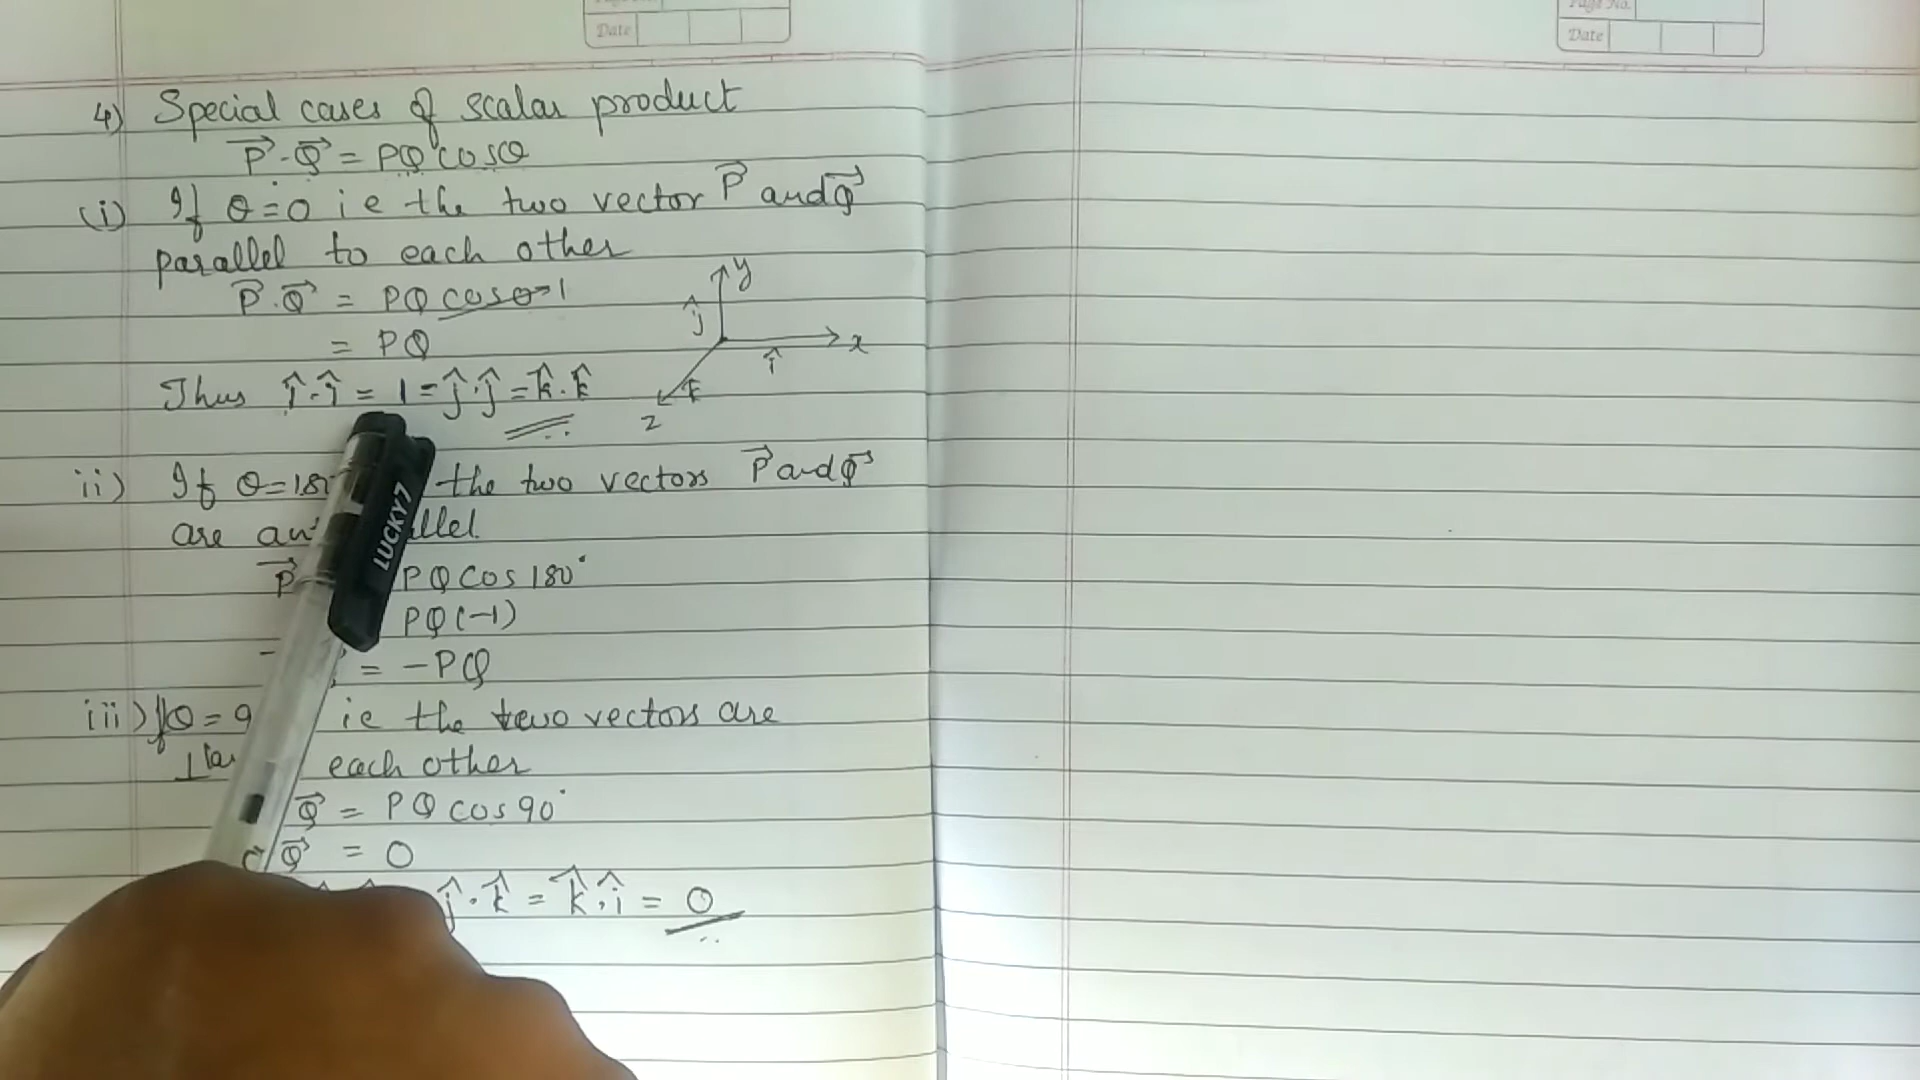 Date
Page No.
Date
4) Special cases of scalar product
P⃗ . Q⃗ = PQ cosθ
(i) If θ=0 i e the two vector P⃗ and Q⃗
parallel to each other
P⃗ . Q⃗ = PQ cosθ=1
= PQ
Thus î.î = 1 = ĵ.ĵ = k̂.k̂
y
ĵ
x
î
k̂
z
ii) If θ=18 the two vectors P⃗ and Q⃗
are llel
P⃗ PQ Cos 180°
PQ (-1)
= -PQ
iii) If θ = 9 ie the two vectors are
each other
Q⃗ = PQ cos 90°
Q⃗ = 0
ĵ.k̂ = k̂.î = 0
LUCKY7